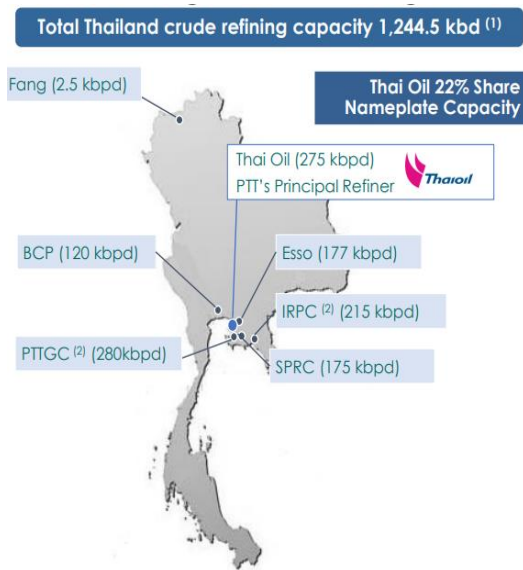 Total Thailand crude refining capacity 1,244.5 kbd (1)
Fang (2.5 kbpd)
Thai Oil 22% Share
Nameplate Capacity
Thai Oil (275 kbpd)
PTT's Principal Refiner
Thaioil
BCP (120 kbpd)
Esso (177 kbpd)
IRPC (2) (215 kbpd)
PTTGC (2) (280kbpd)
SPRC (175 kbpd)